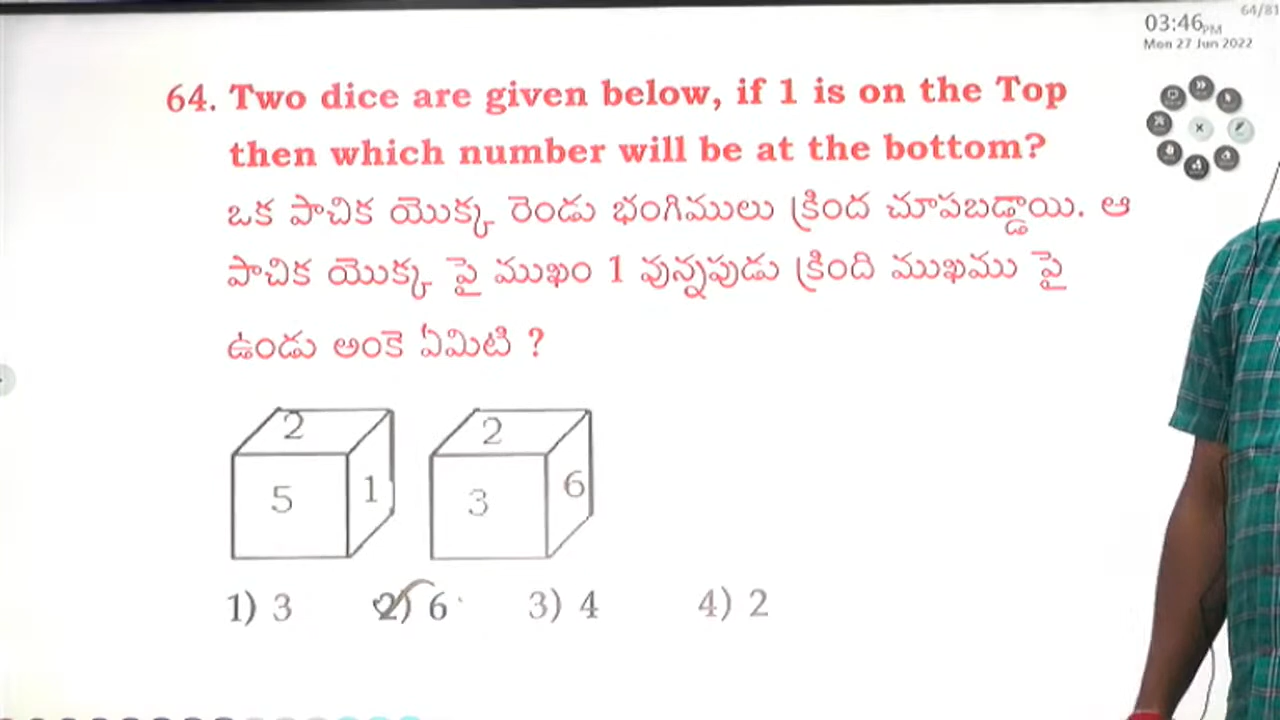 64/81
03:46PM
Mon 27 Jun 2022
64. Two dice are given below, if 1 is on the Top
then which number will be at the bottom?
ఒక పాచిక యొక్క రెండు భంగిములు క్రింద చూపబడ్డాయి. ఆ
పాచిక యొక్క పై ముఖం 1 వున్నపుడు క్రింది ముఖము పై
ఉండు అంకె ఏమిటి ?
2 2
5 1 3 6
1) 3 2) 6 3) 4 4) 2